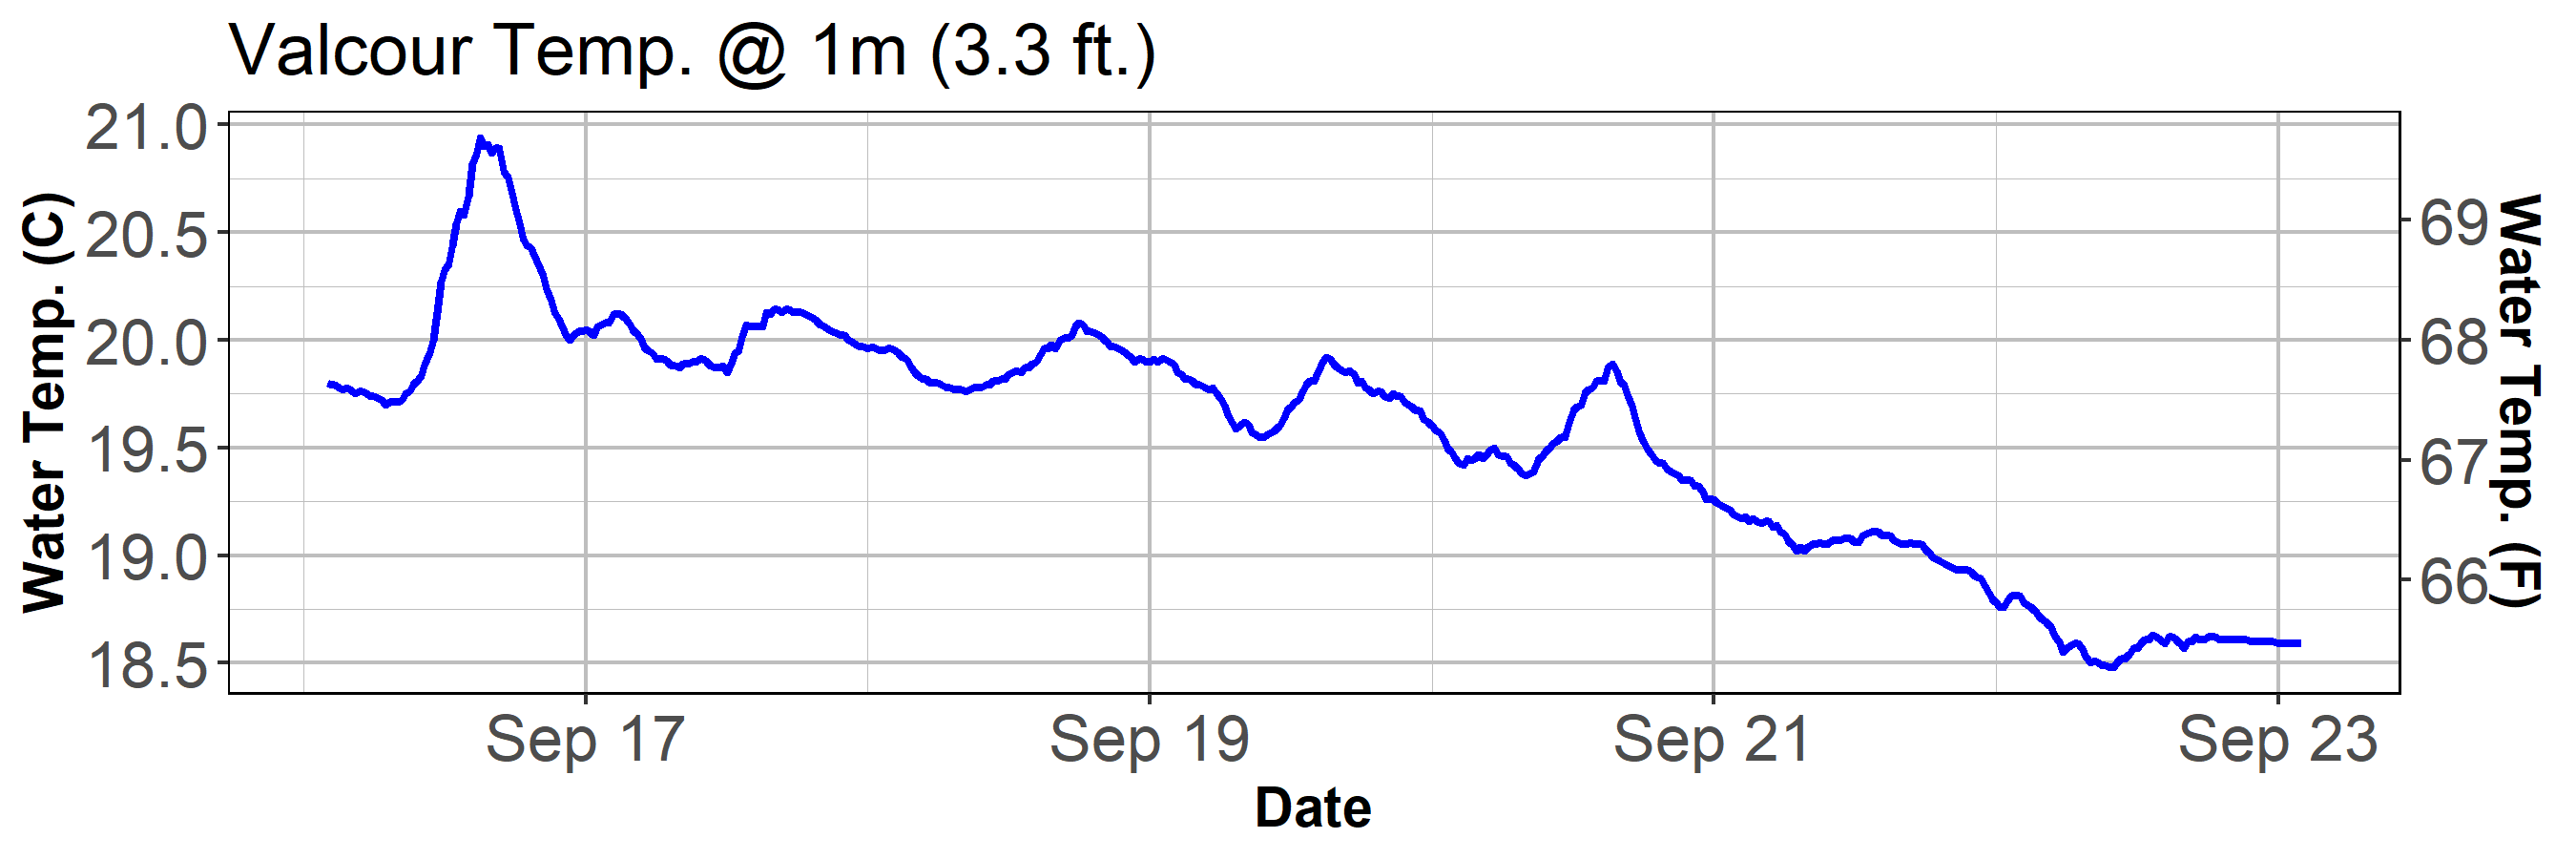 Valcour Temp. @ 1m (3.3 ft.)
Water Temp. (C)
21.0
20.5
20.0
19.5
19.0
18.5
69
68
67
66
Water Temp. (F)
Sep 17 Sep 19 Sep 21 Sep 23
Date